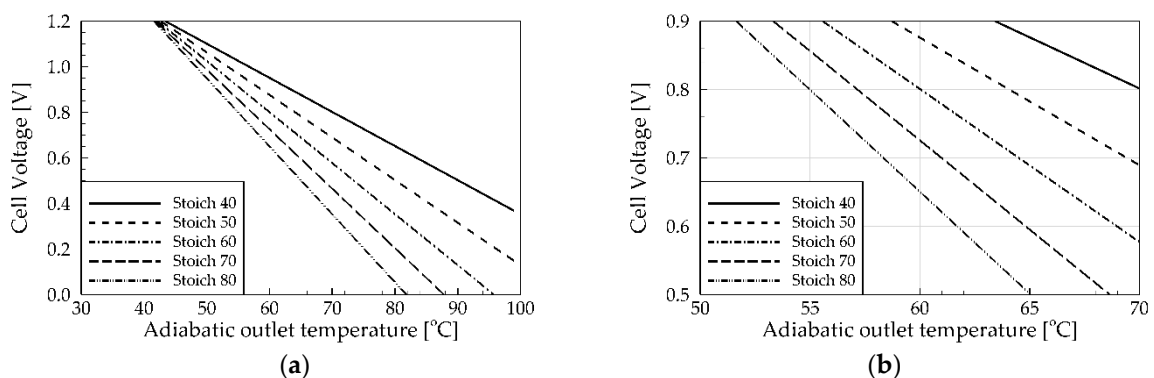 1.2
1.0
0.8
0.6
0.4
0.2
0.0
Cell Voltage [V]
Stoich 40
Stoich 50
Stoich 60
Stoich 70
Stoich 80
30 40 50 60 70 80 90 100
Adiabatic outlet temperature [°C]
(a)
0.9
0.8
0.7
0.6
0.5
Cell Voltage [V]
Stoich 40
Stoich 50
Stoich 60
Stoich 70
Stoich 80
50 55 60 65 70
Adiabatic outlet temperature [°C]
(b)